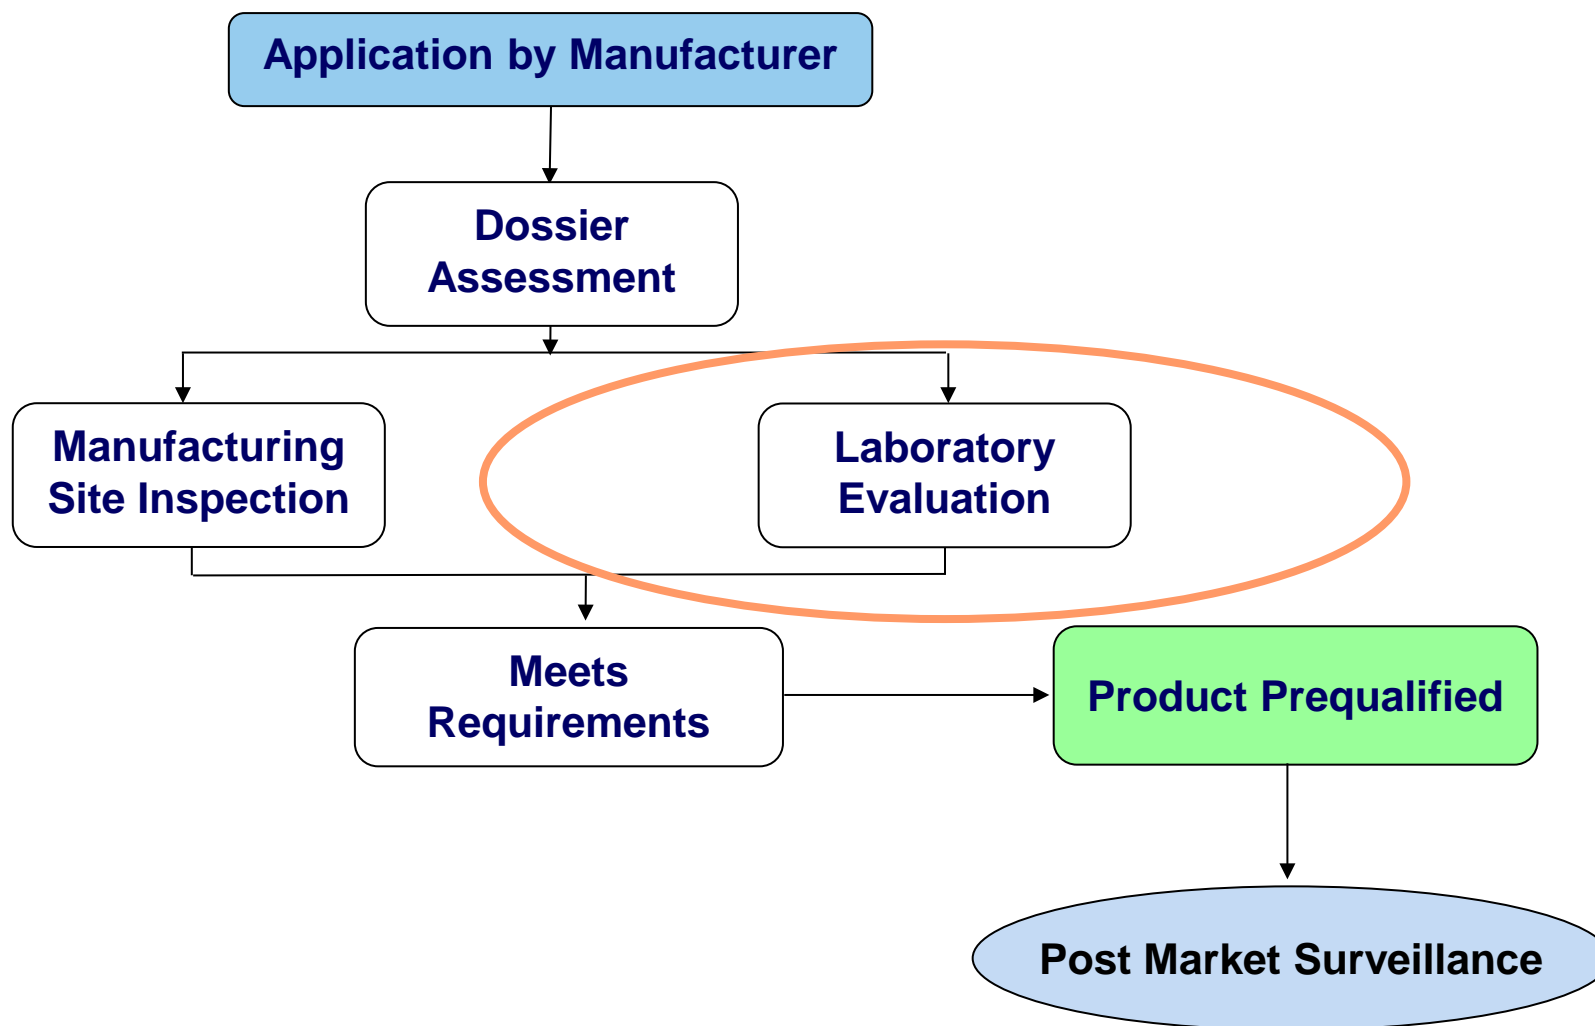 Application by Manufacturer
Dossier
Assessment
Manufacturing
Site Inspection
Laboratory
Evaluation
Meets
Requirements
Product Prequalified
Post Market Surveillance